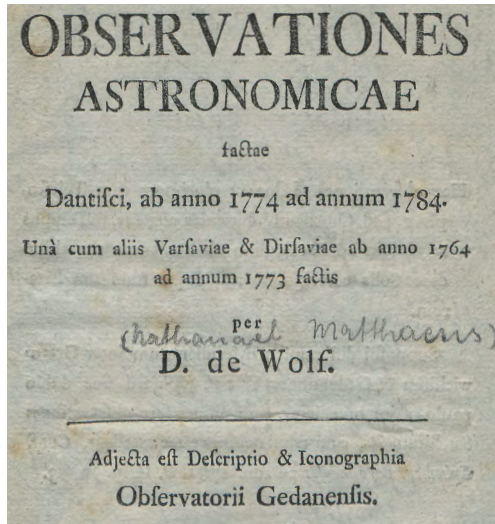 OBSERVATIONES
ASTRONOMICAE
factae
Dantiſci, ab anno 1774 ad annum 1784.
Unà cum aliis Varſaviae & Dirſaviae ab anno 1764
ad annum 1773 factis
per
(Nathanael Matthaeus)
D. de Wolf.
Adjecta eſt Deſcriptio & Iconographia
Obſervatorii Gedanenſis.